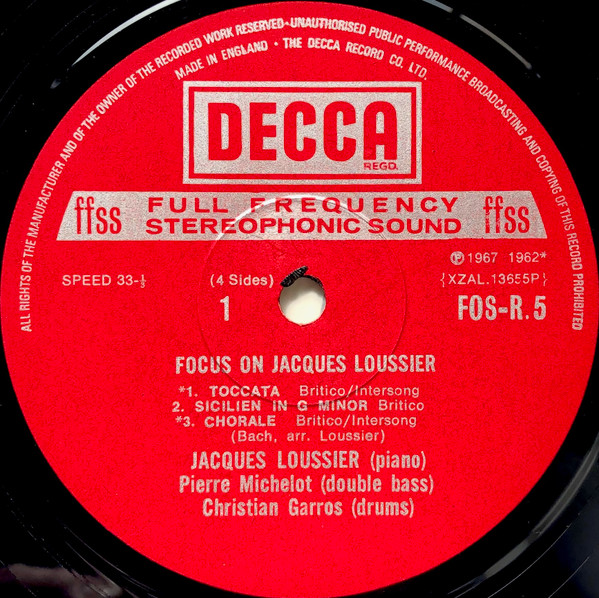 ALL RIGHTS OF THE MANUFACTURER AND OF THE OWNER OF THE RECORDED WORK RESERVED·UNAUTHORISED PUBLIC PERFORMANCE BROADCASTING AND COPYING OF THIS RECORD PROHIBITED
MADE IN ENGLAND · THE DECCA RECORD CO. LTD.
DECCA
REGD.
ffss FULL FREQUENCY ffss
STEREOPHONIC SOUND
Ⓟ 1967 1962*
SPEED 33-⅓ (4 Sides) {XZAL.13655P}
1 FOS-R.5
FOCUS ON JACQUES LOUSSIER
*1. TOCCATA Britico/Intersong
2. SICILIEN IN G MINOR Britico
*3. CHORALE Britico/Intersong
(Bach, arr. Loussier)
JACQUES LOUSSIER (piano)
Pierre Michelot (double bass)
Christian Garros (drums)